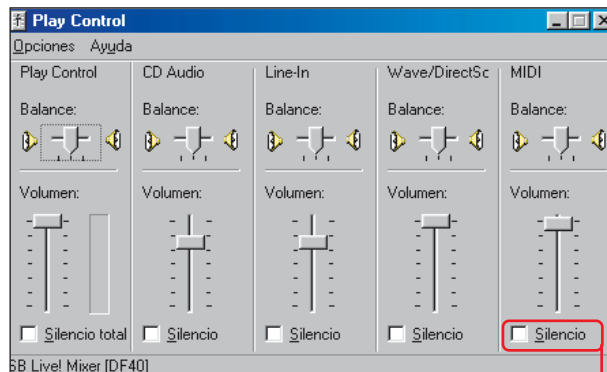 Play Control
Opciones Ayuda
Play Control CD Audio Line-In Wave/DirectSc MIDI
Balance: Balance: Balance: Balance: Balance:
Volumen: Volumen: Volumen: Volumen: Volumen:
Silencio total Silencio Silencio Silencio Silencio
SB Live! Mixer [DF40]